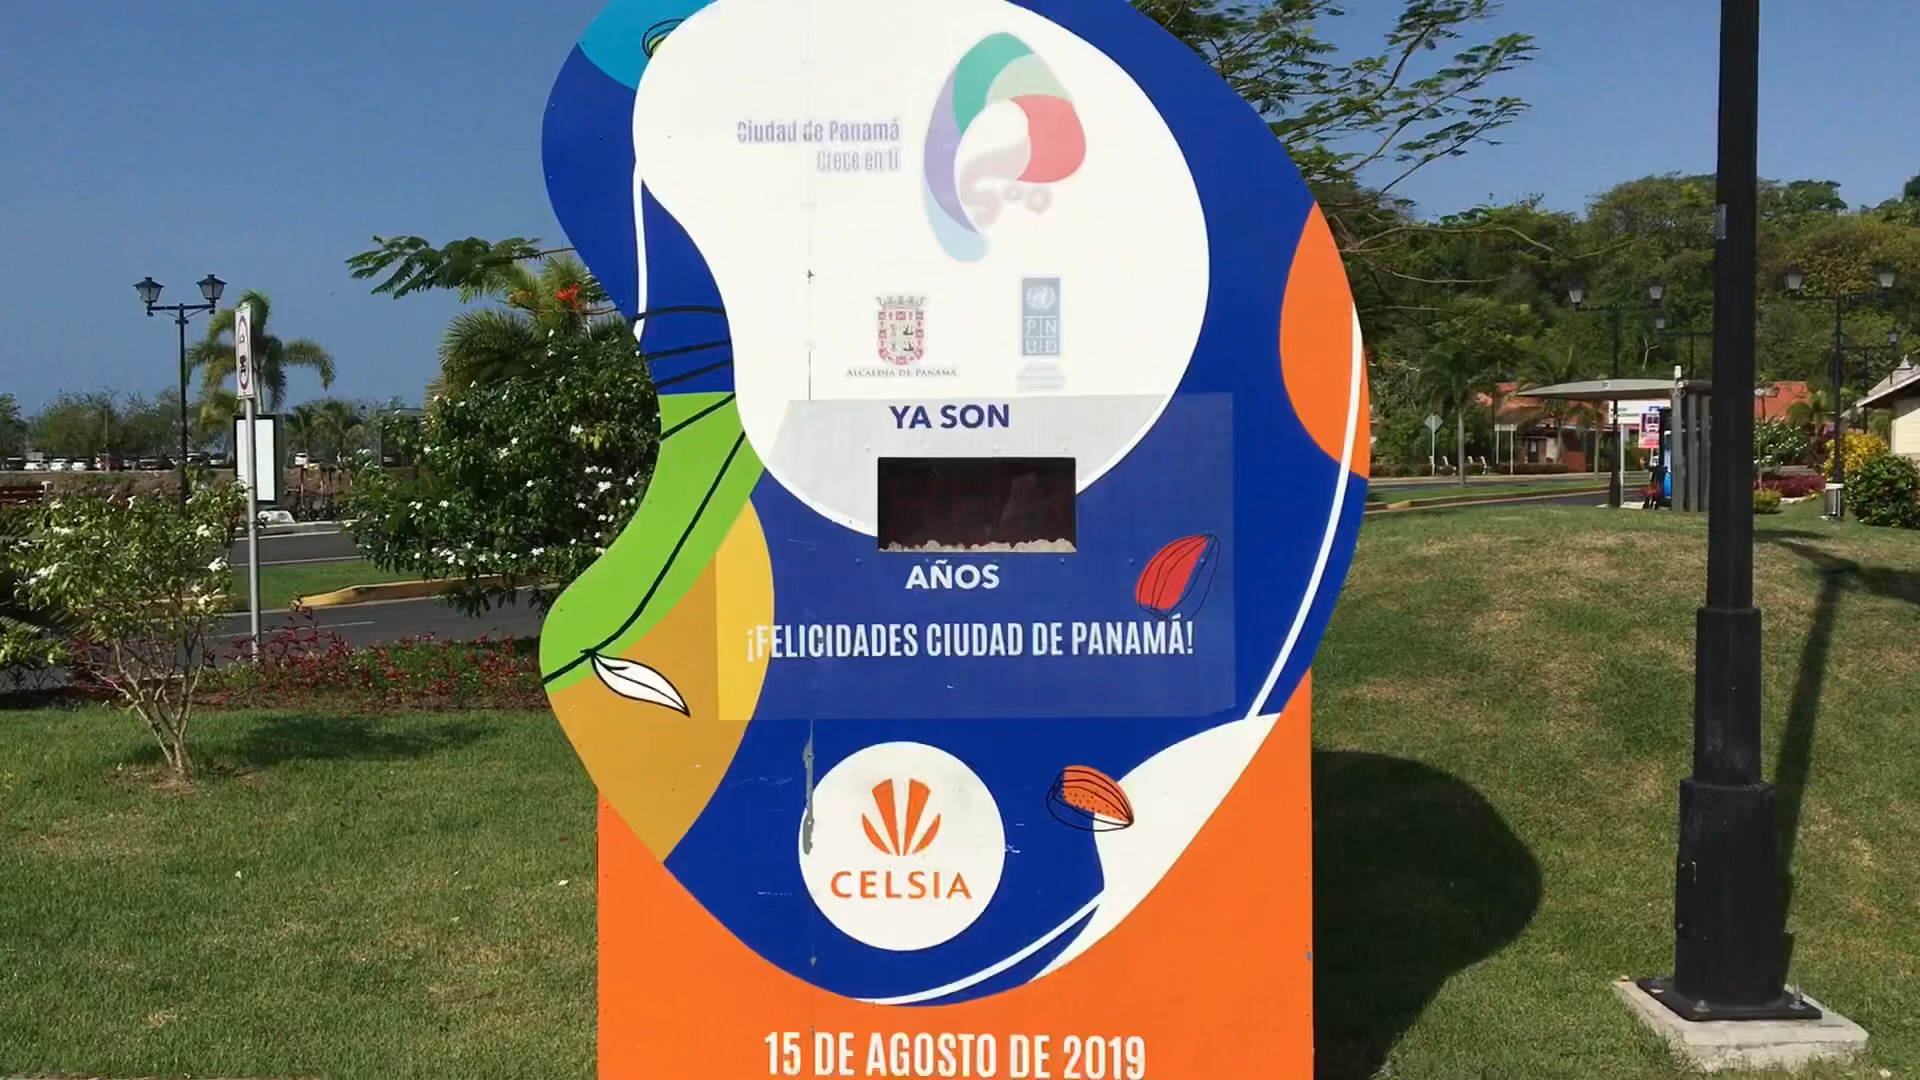 Ciudad de Panamá
Crece en ti
500
ALCALDÍA DE PANAMÁ
P N
U D
YA SON
AÑOS
¡FELICIDADES CIUDAD DE PANAMÁ!
CELSIA
15 DE AGOSTO DE 2019